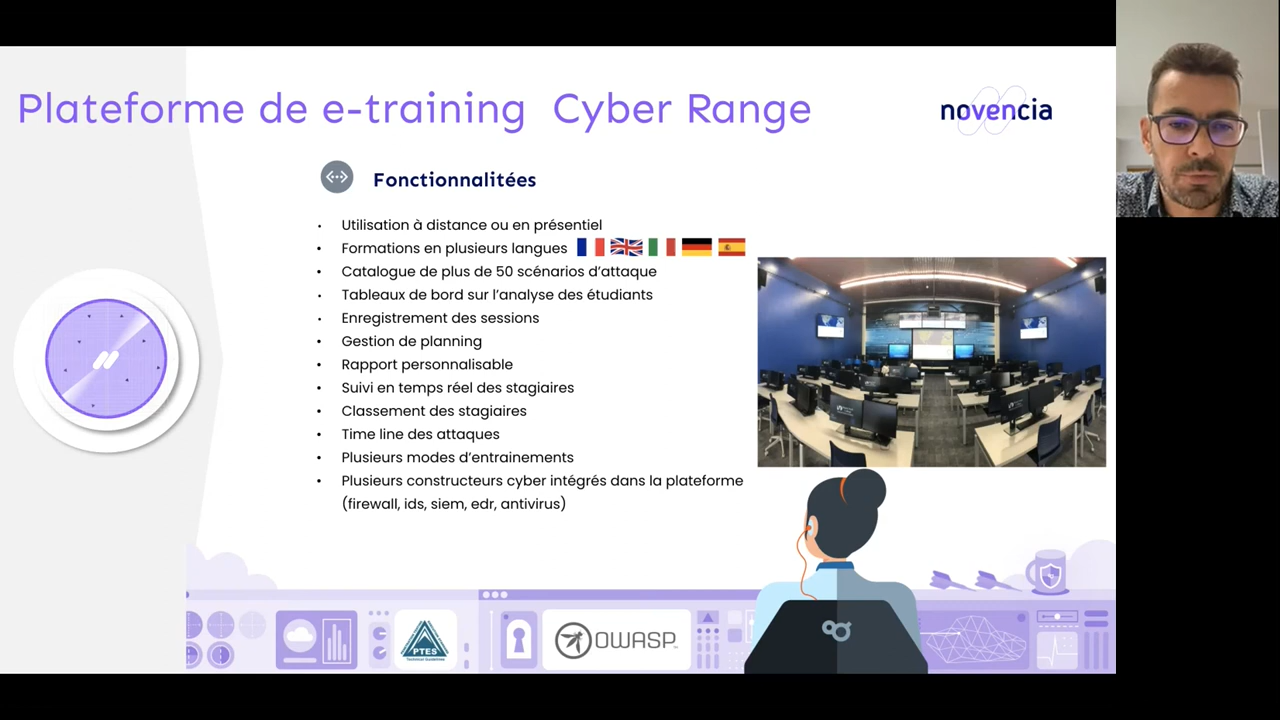 Plateforme de e-training Cyber Range
novencia
Fonctionnalitées
Utilisation à distance ou en présentiel
Formations en plusieurs langues
Catalogue de plus de 50 scénarios d’attaque
Tableaux de bord sur l’analyse des étudiants
Enregistrement des sessions
Gestion de planning
Rapport personnalisable
Suivi en temps réel des stagiaires
Classement des stagiaires
Time line des attaques
Plusieurs modes d’entrainements
Plusieurs constructeurs cyber intégrés dans la plateforme
(firewall, ids, siem, edr, antivirus)
PTES
Technical Guidelines
OWASP